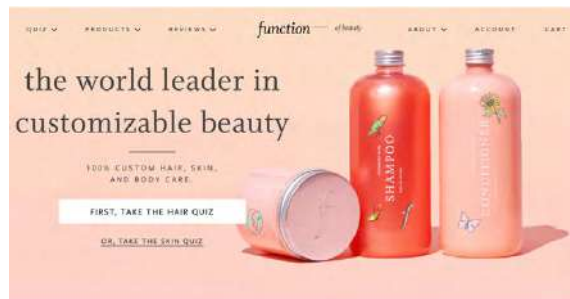 QUIZ PRODUCTS REVIEWS function of beauty ABOUT ACCOUNT CART
the world leader in
customizable beauty
100% CUSTOM HAIR, SKIN,
AND BODY CARE.
FIRST, TAKE THE HAIR QUIZ
OR, TAKE THE SKIN QUIZ
SHAMPOO
CONDITIONER